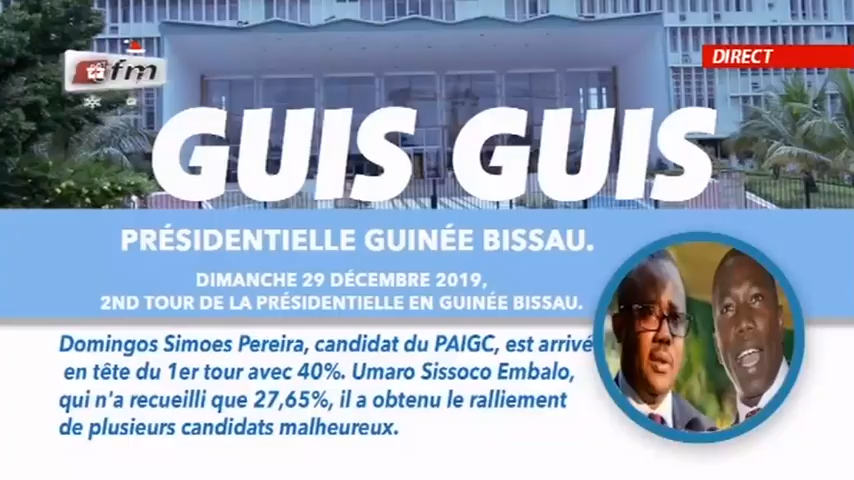 tfm
DIRECT
GUIS GUIS
PRÉSIDENTIELLE GUINÉE BISSAU.
DIMANCHE 29 DÉCEMBRE 2019,
2ND TOUR DE LA PRÉSIDENTIELLE EN GUINÉE BISSAU.
Domingos Simoes Pereira, candidat du PAIGC, est arrivé
en tête du 1er tour avec 40%. Umaro Sissoco Embalo,
qui n'a recueilli que 27,65%, il a obtenu le ralliement
de plusieurs candidats malheureux.